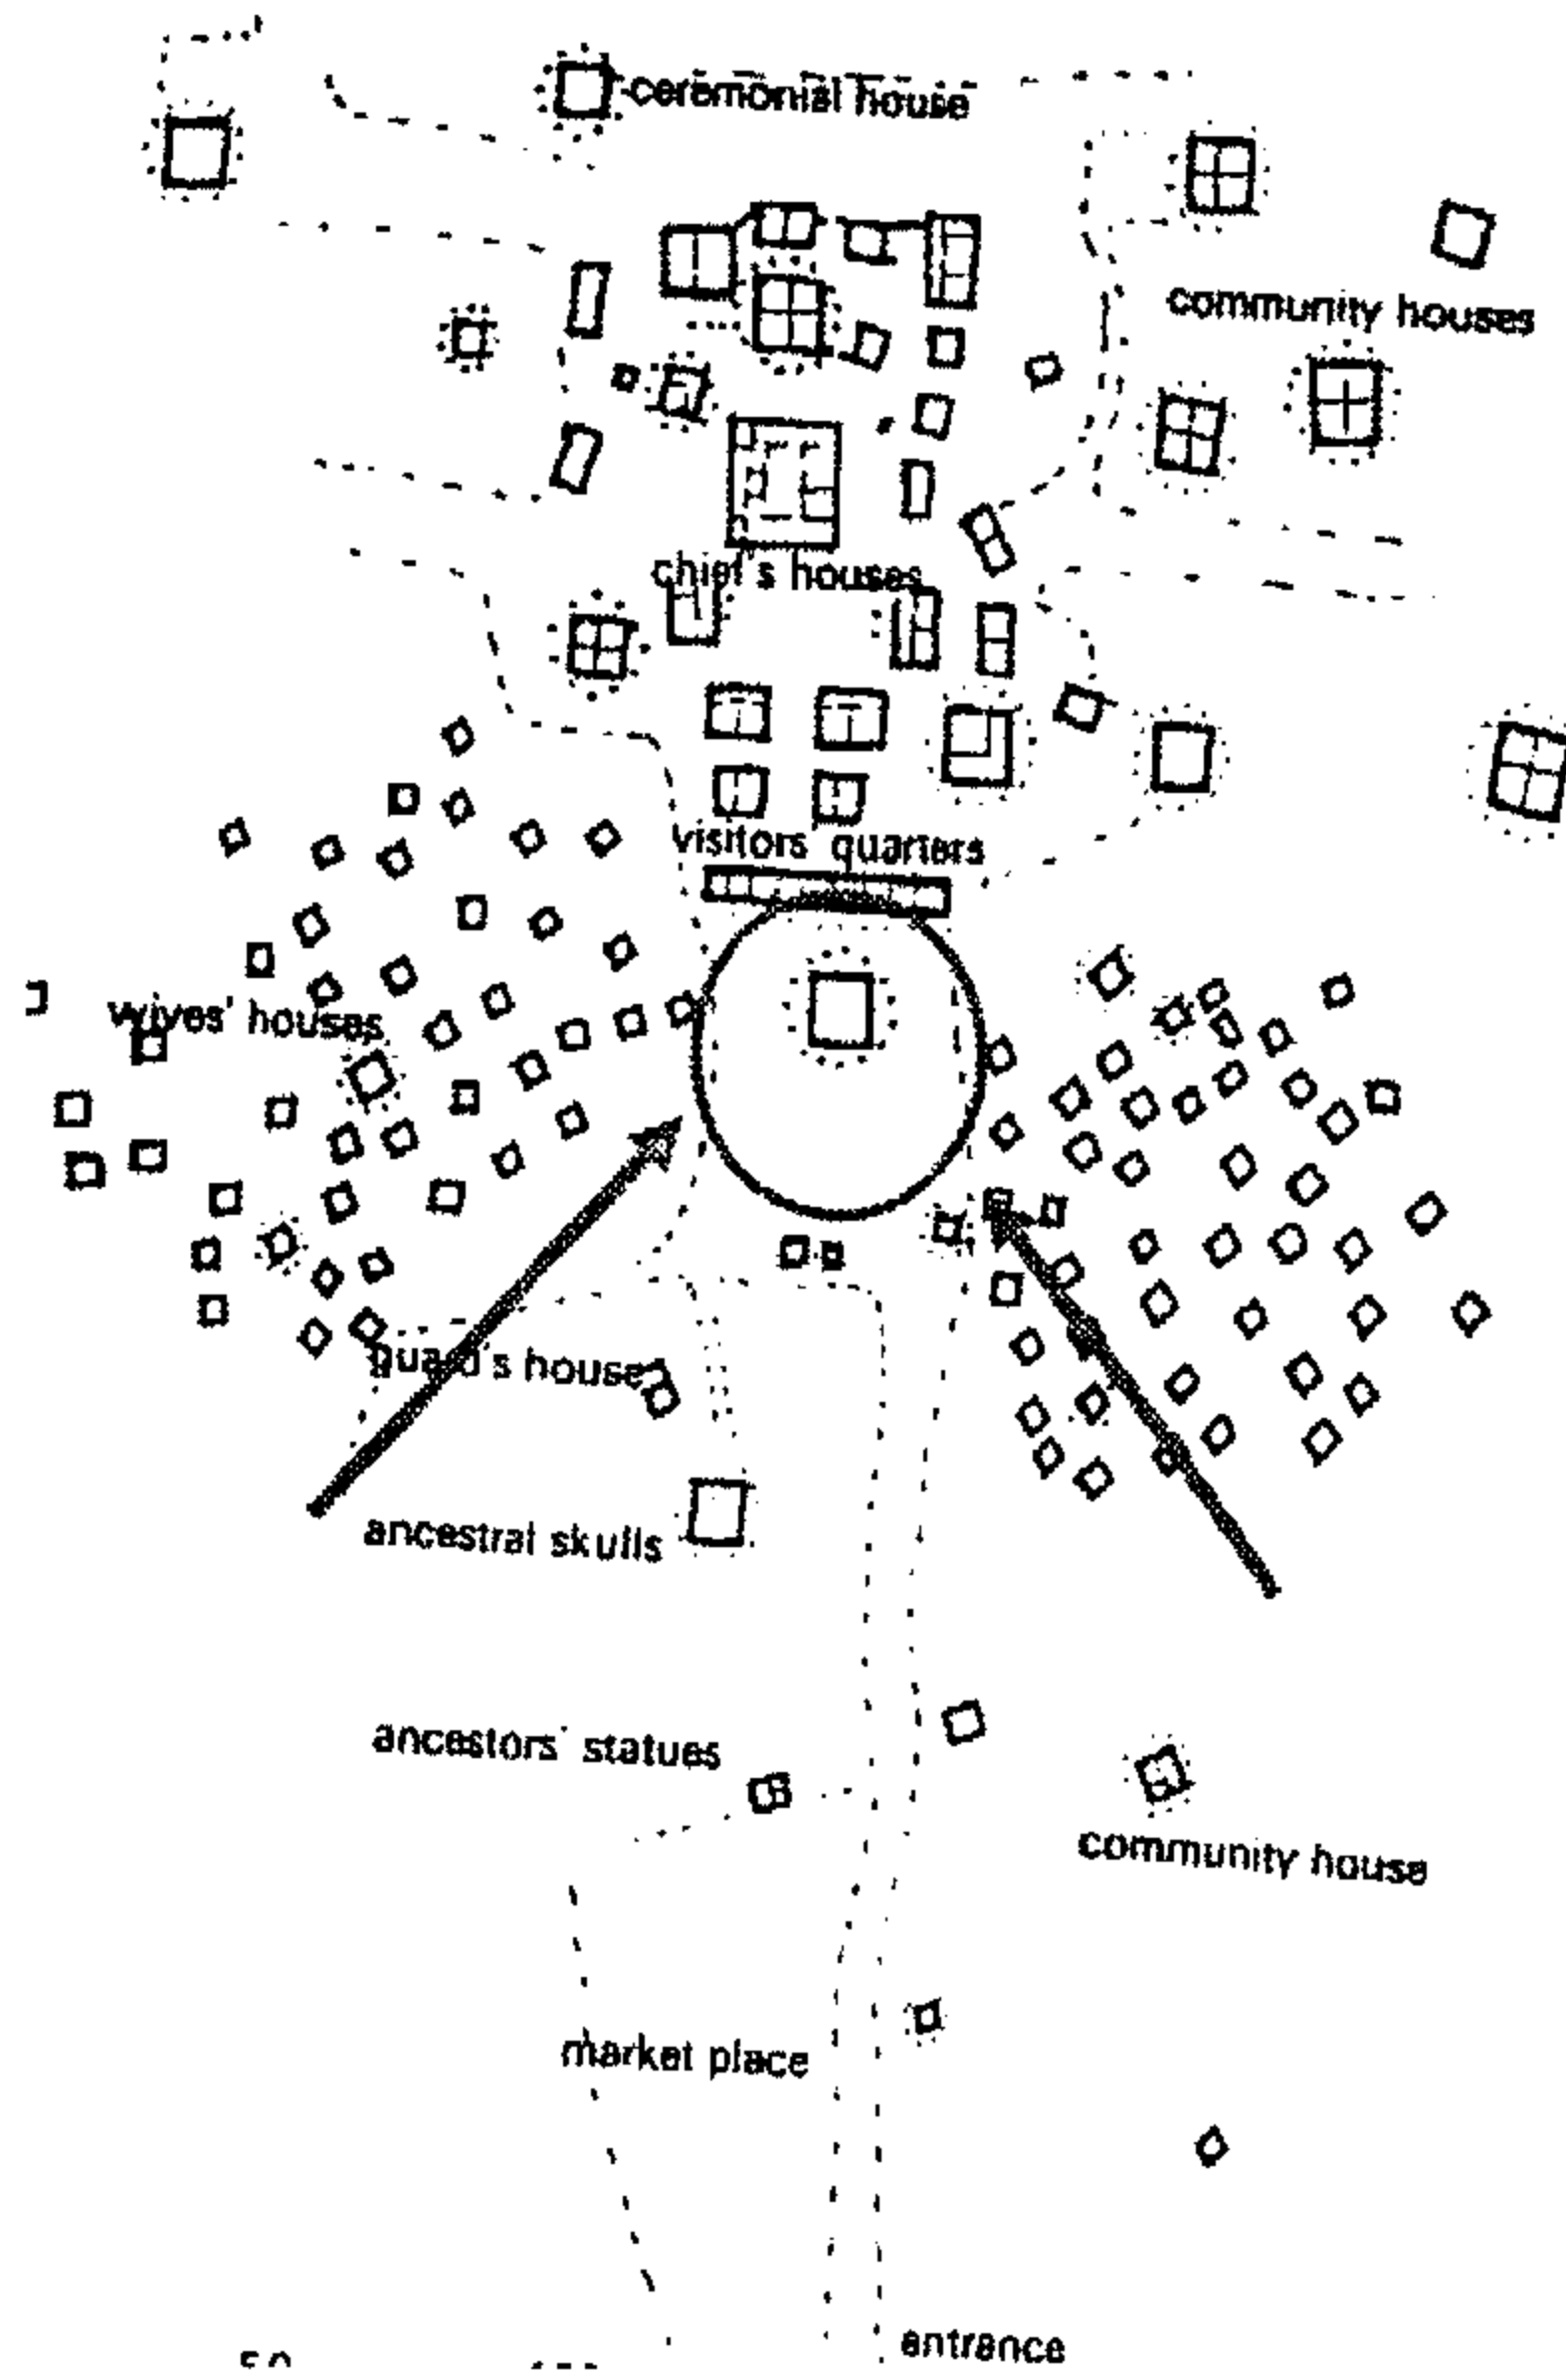 ceremonial house
community houses
chief's houses
visitors' quarters
wives' houses
guard's house
ancestral skulls
ancestors' statues
community house
market place
entrance